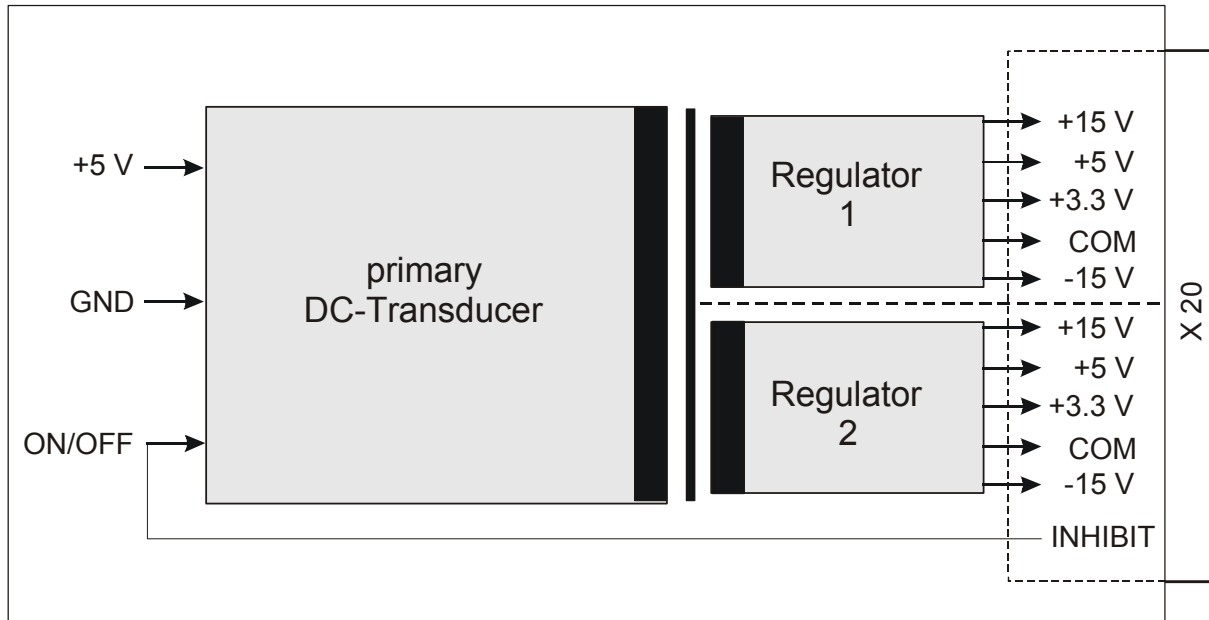 +5 V
GND
ON/OFF
primary
DC-Transducer
Regulator
1
+15 V
+5 V
+3.3 V
COM
-15 V
Regulator
2
+15 V
+5 V
+3.3 V
COM
-15 V
INHIBIT
X 20